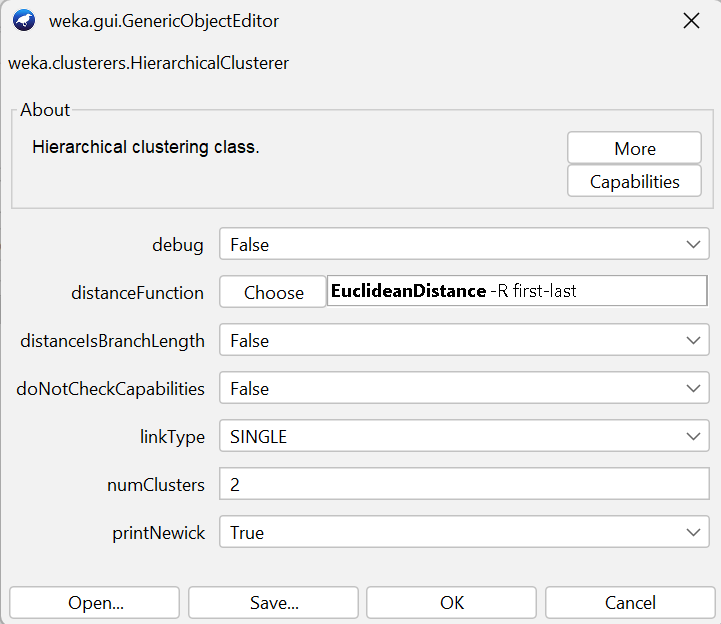 weka.gui.GenericObjectEditor
weka.clusterers.HierarchicalClusterer
About
Hierarchical clustering class.
More
Capabilities
debug False
distanceFunction Choose EuclideanDistance -R first-last
distanceIsBranchLength False
doNotCheckCapabilities False
linkType SINGLE
numClusters 2
printNewick True
Open... Save... OK Cancel